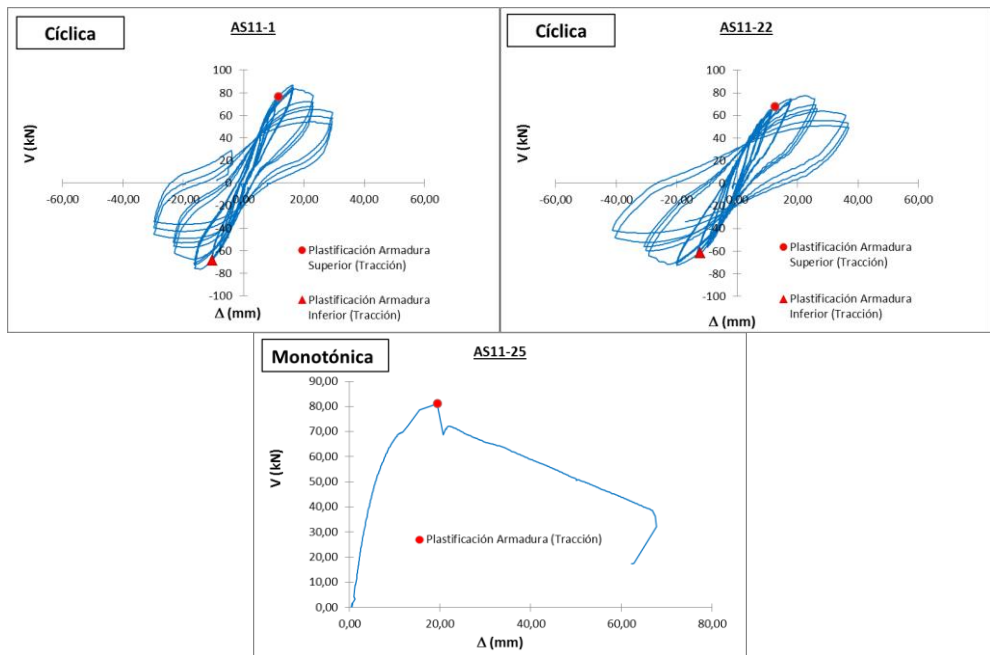 Cíclica
AS11-1
100
80
60
40
20
0
-20
-40
-60
-80
-100
-60,00
-40,00
-20,00
0,00
20,00
40,00
60,00
V (kN)
Δ (mm)
Plastificación Armadura
Superior (Tracción)
Plastificación Armadura
Inferior (Tracción)
Cíclica
AS11-22
100
80
60
40
20
0
-20
-40
-60
-80
-100
-60,00
-40,00
-20,00
0,00
20,00
40,00
60,00
V (kN)
Δ (mm)
Plastificación Armadura
Superior (Tracción)
Plastificación Armadura
Inferior (Tracción)
Monotónica
AS11-25
90,00
80,00
70,00
60,00
50,00
40,00
30,00
20,00
10,00
0,00
0,00
20,00
40,00
60,00
80,00
V (kN)
Δ (mm)
Plastificación Armadura (Tracción)